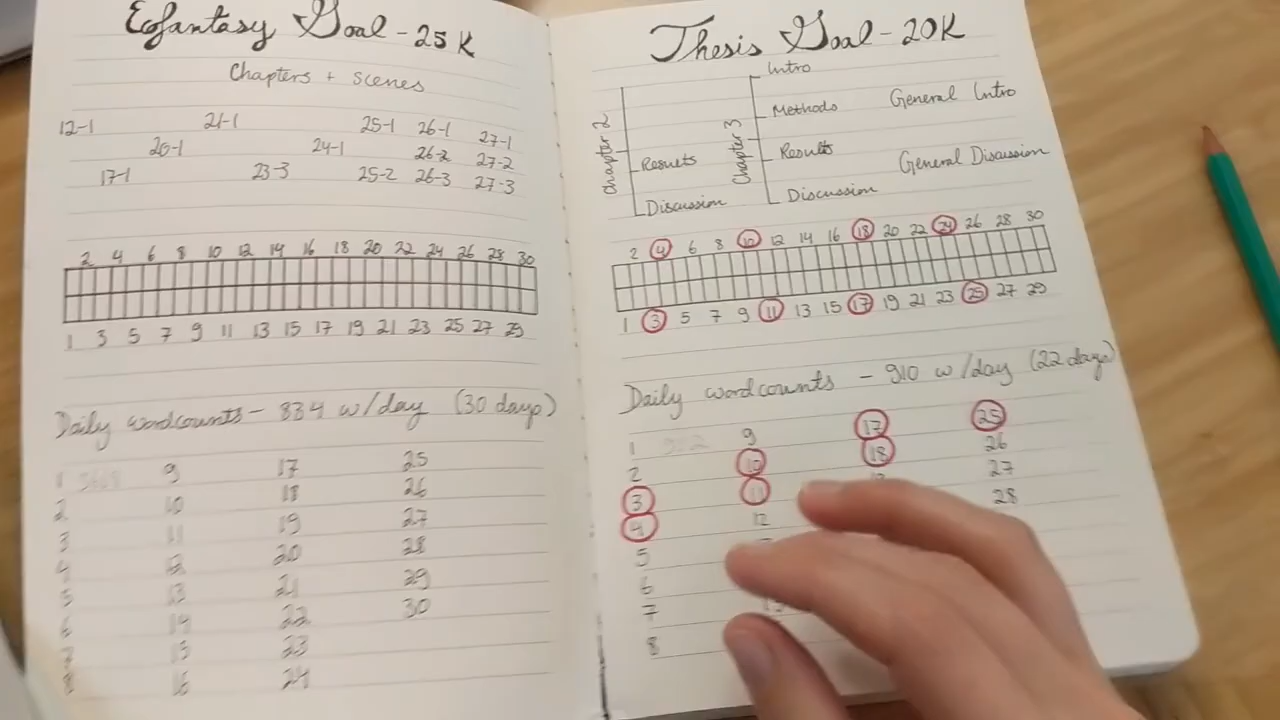 Ecofantasy Goal - 25K
Chapters + scenes
12-1 21-1 25-1 26-1 27-1
20-1 24-1 26-2 27-2
17-1 23-3 25-2 26-3 27-3
2 4 6 8 10 12 14 16 18 20 22 24 26 28 30
1 3 5 7 9 11 13 15 17 19 21 23 25 27 29
Daily wordcounts - 834 w/day (30 days)
1 9 17 25
2 10 18 26
3 11 19 27
4 12 20 28
5 13 21 29
6 14 22 30
7 15 23
8 16 24
Thesis Goal - 20K
Chapter 2
Results
Discussion
Chapter 3
Intro
Methods
Results
Discussion
General Intro
General Discussion
2 4 6 8 10 12 14 16 18 20 22 24 26 28 30
1 3 5 7 9 11 13 15 17 19 21 23 25 27 29
Daily wordcounts - 910 w/day (22 days)
1 9 17 25
2 10 18 26
3 11 27
4 12 28
5
6
7
8